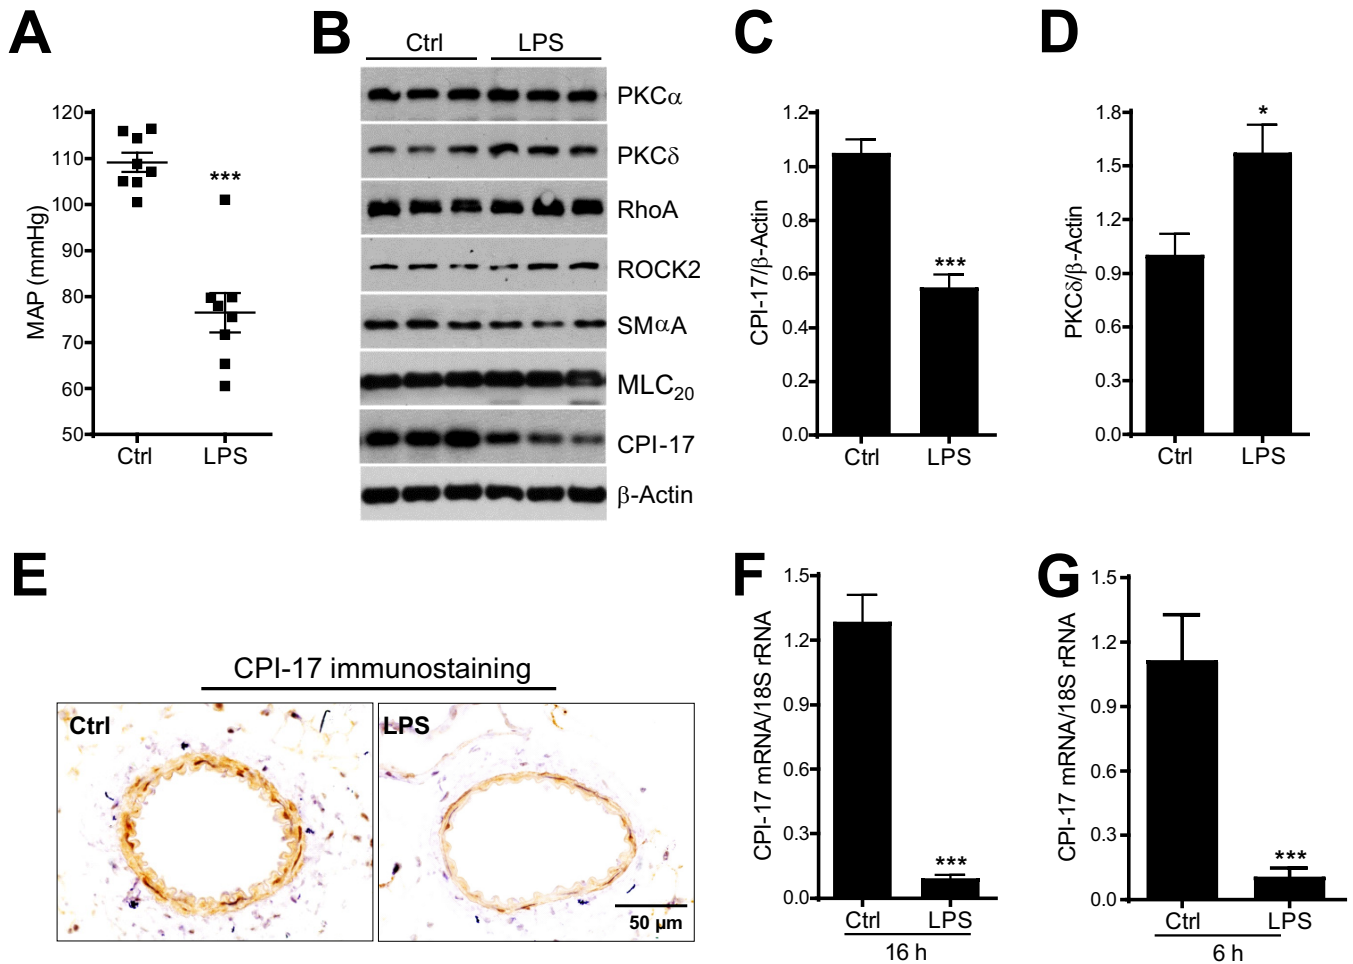 A
120
110
100
90
80
70
60
50
MAP (mmHg)
***
Ctrl LPS
B
Ctrl LPS
PKCα
PKCδ
RhoA
ROCK2
SMαA
MLC20
CPI-17
β-Actin
C
1.2
1.0
0.8
0.6
0.4
0.2
0.0
CPI-17/β-Actin
***
Ctrl LPS
D
1.8
1.5
1.2
0.9
0.6
0.3
0.0
PKCδ/β-Actin
*
Ctrl LPS
E
CPI-17 immunostaining
Ctrl
LPS
50 µm
F
1.5
1.2
0.9
0.6
0.3
0.0
CPI-17 mRNA/18S rRNA
***
Ctrl LPS
16 h
G
1.5
1.2
0.9
0.6
0.3
0.0
CPI-17 mRNA/18S rRNA
***
Ctrl LPS
6 h